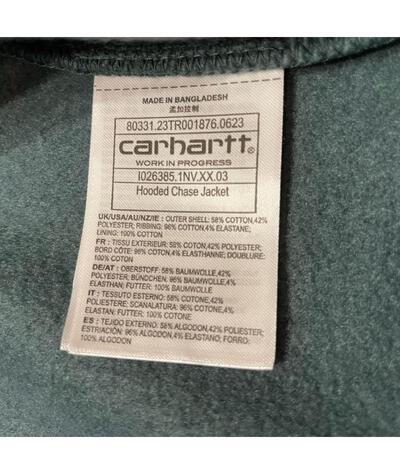 MADE IN BANGLADESH
孟加拉制
80331.23TR001876.0623
carhartt®
WORK IN PROGRESS
I026385.1NV.XX.03
Hooded Chase Jacket
UK/USA/AU/NZ/IE : OUTER SHELL: 58% COTTON,42%
POLYESTER; RIBBING: 96% COTTON,4% ELASTANE;
LINING: 100% COTTON
FR : TISSU EXTERIEUR: 58% COTON,42% POLYESTER;
BORD CÔTE: 96% COTON,4% ELASTHANNE; DOUBLURE:
100% COTON
DE/AT : OBERSTOFF: 58% BAUMWOLLE,42%
POLYESTER; BÜNDCHEN: 96% BAUMWOLLE, 4%
ELASTHAN; FUTTER: 100% BAUMWOLLE
IT : TESSUTO ESTERNO: 58% COTONE,42%
POLIESTERE; SCANALATURA: 96% COTONE,4%
ELASTAN; FUTTER: 100% COTONE
ES : TEJIDO EXTERNO: 58% ALGODON,42% POLIESTER;
ESTRIACIÓN: 96% ALGODON,4% ELASTANO; FORRO:
100% ALGODON